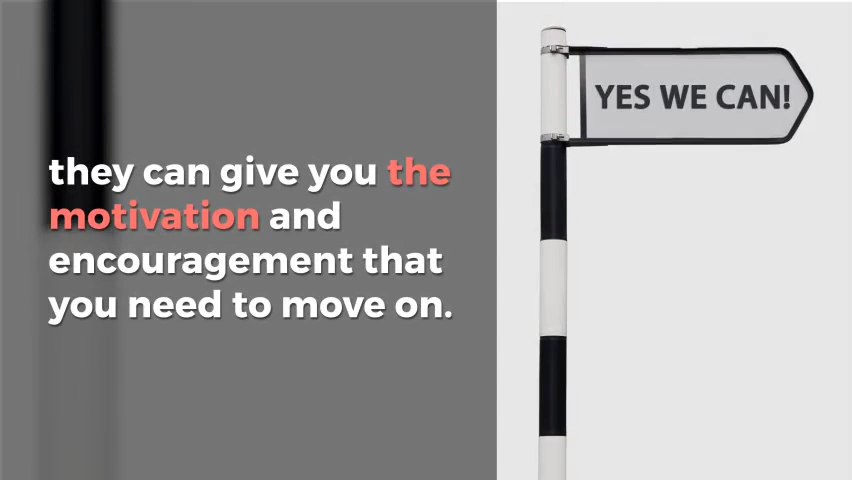 they can give you the
motivation and
encouragement that
you need to move on.
YES WE CAN!